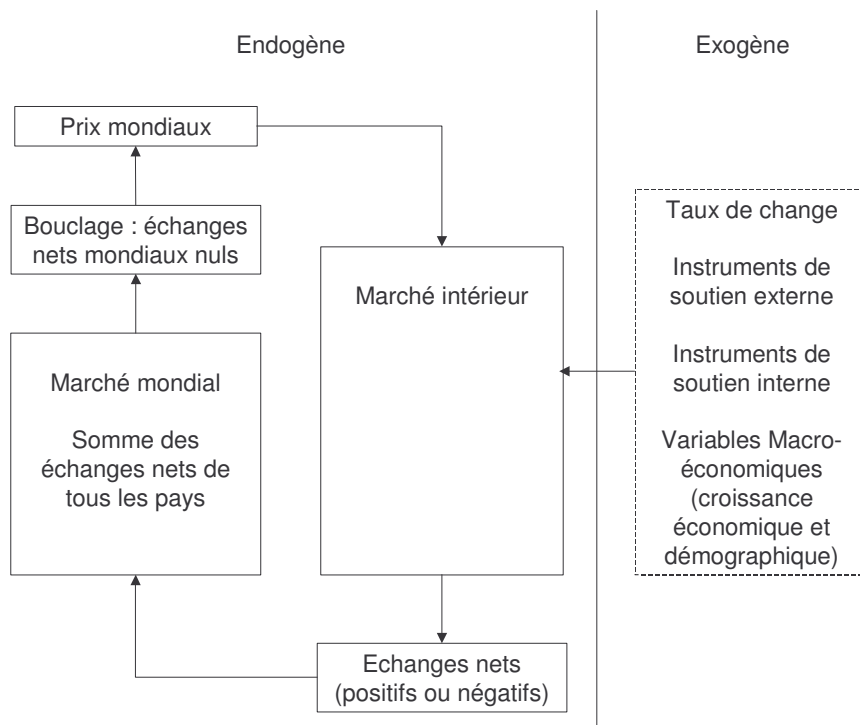 Endogène
Exogène
Prix mondiaux
Bouclage : échanges
nets mondiaux nuls
Marché mondial
Somme des
échanges nets de
tous les pays
Marché intérieur
Echanges nets
(positifs ou négatifs)
Taux de change
Instruments de
soutien externe
Instruments de
soutien interne
Variables Macro-
économiques
(croissance
économique et
démographique)